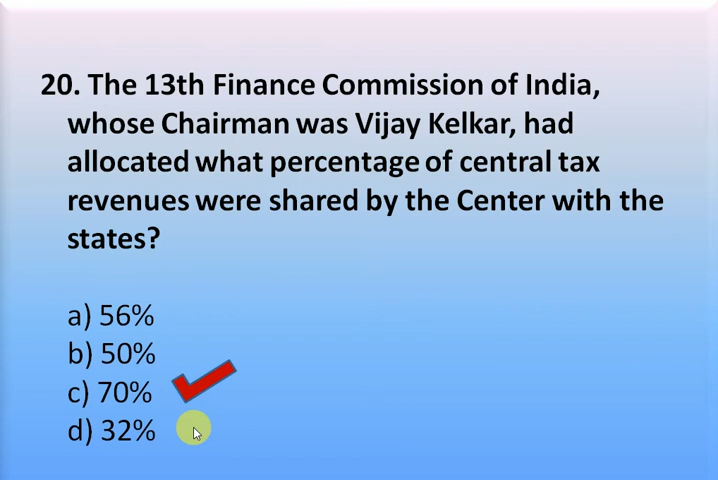 20. The 13th Finance Commission of India,
whose Chairman was Vijay Kelkar, had
allocated what percentage of central tax
revenues were shared by the Center with the
states?
a) 56%
b) 50%
c) 70%
d) 32%